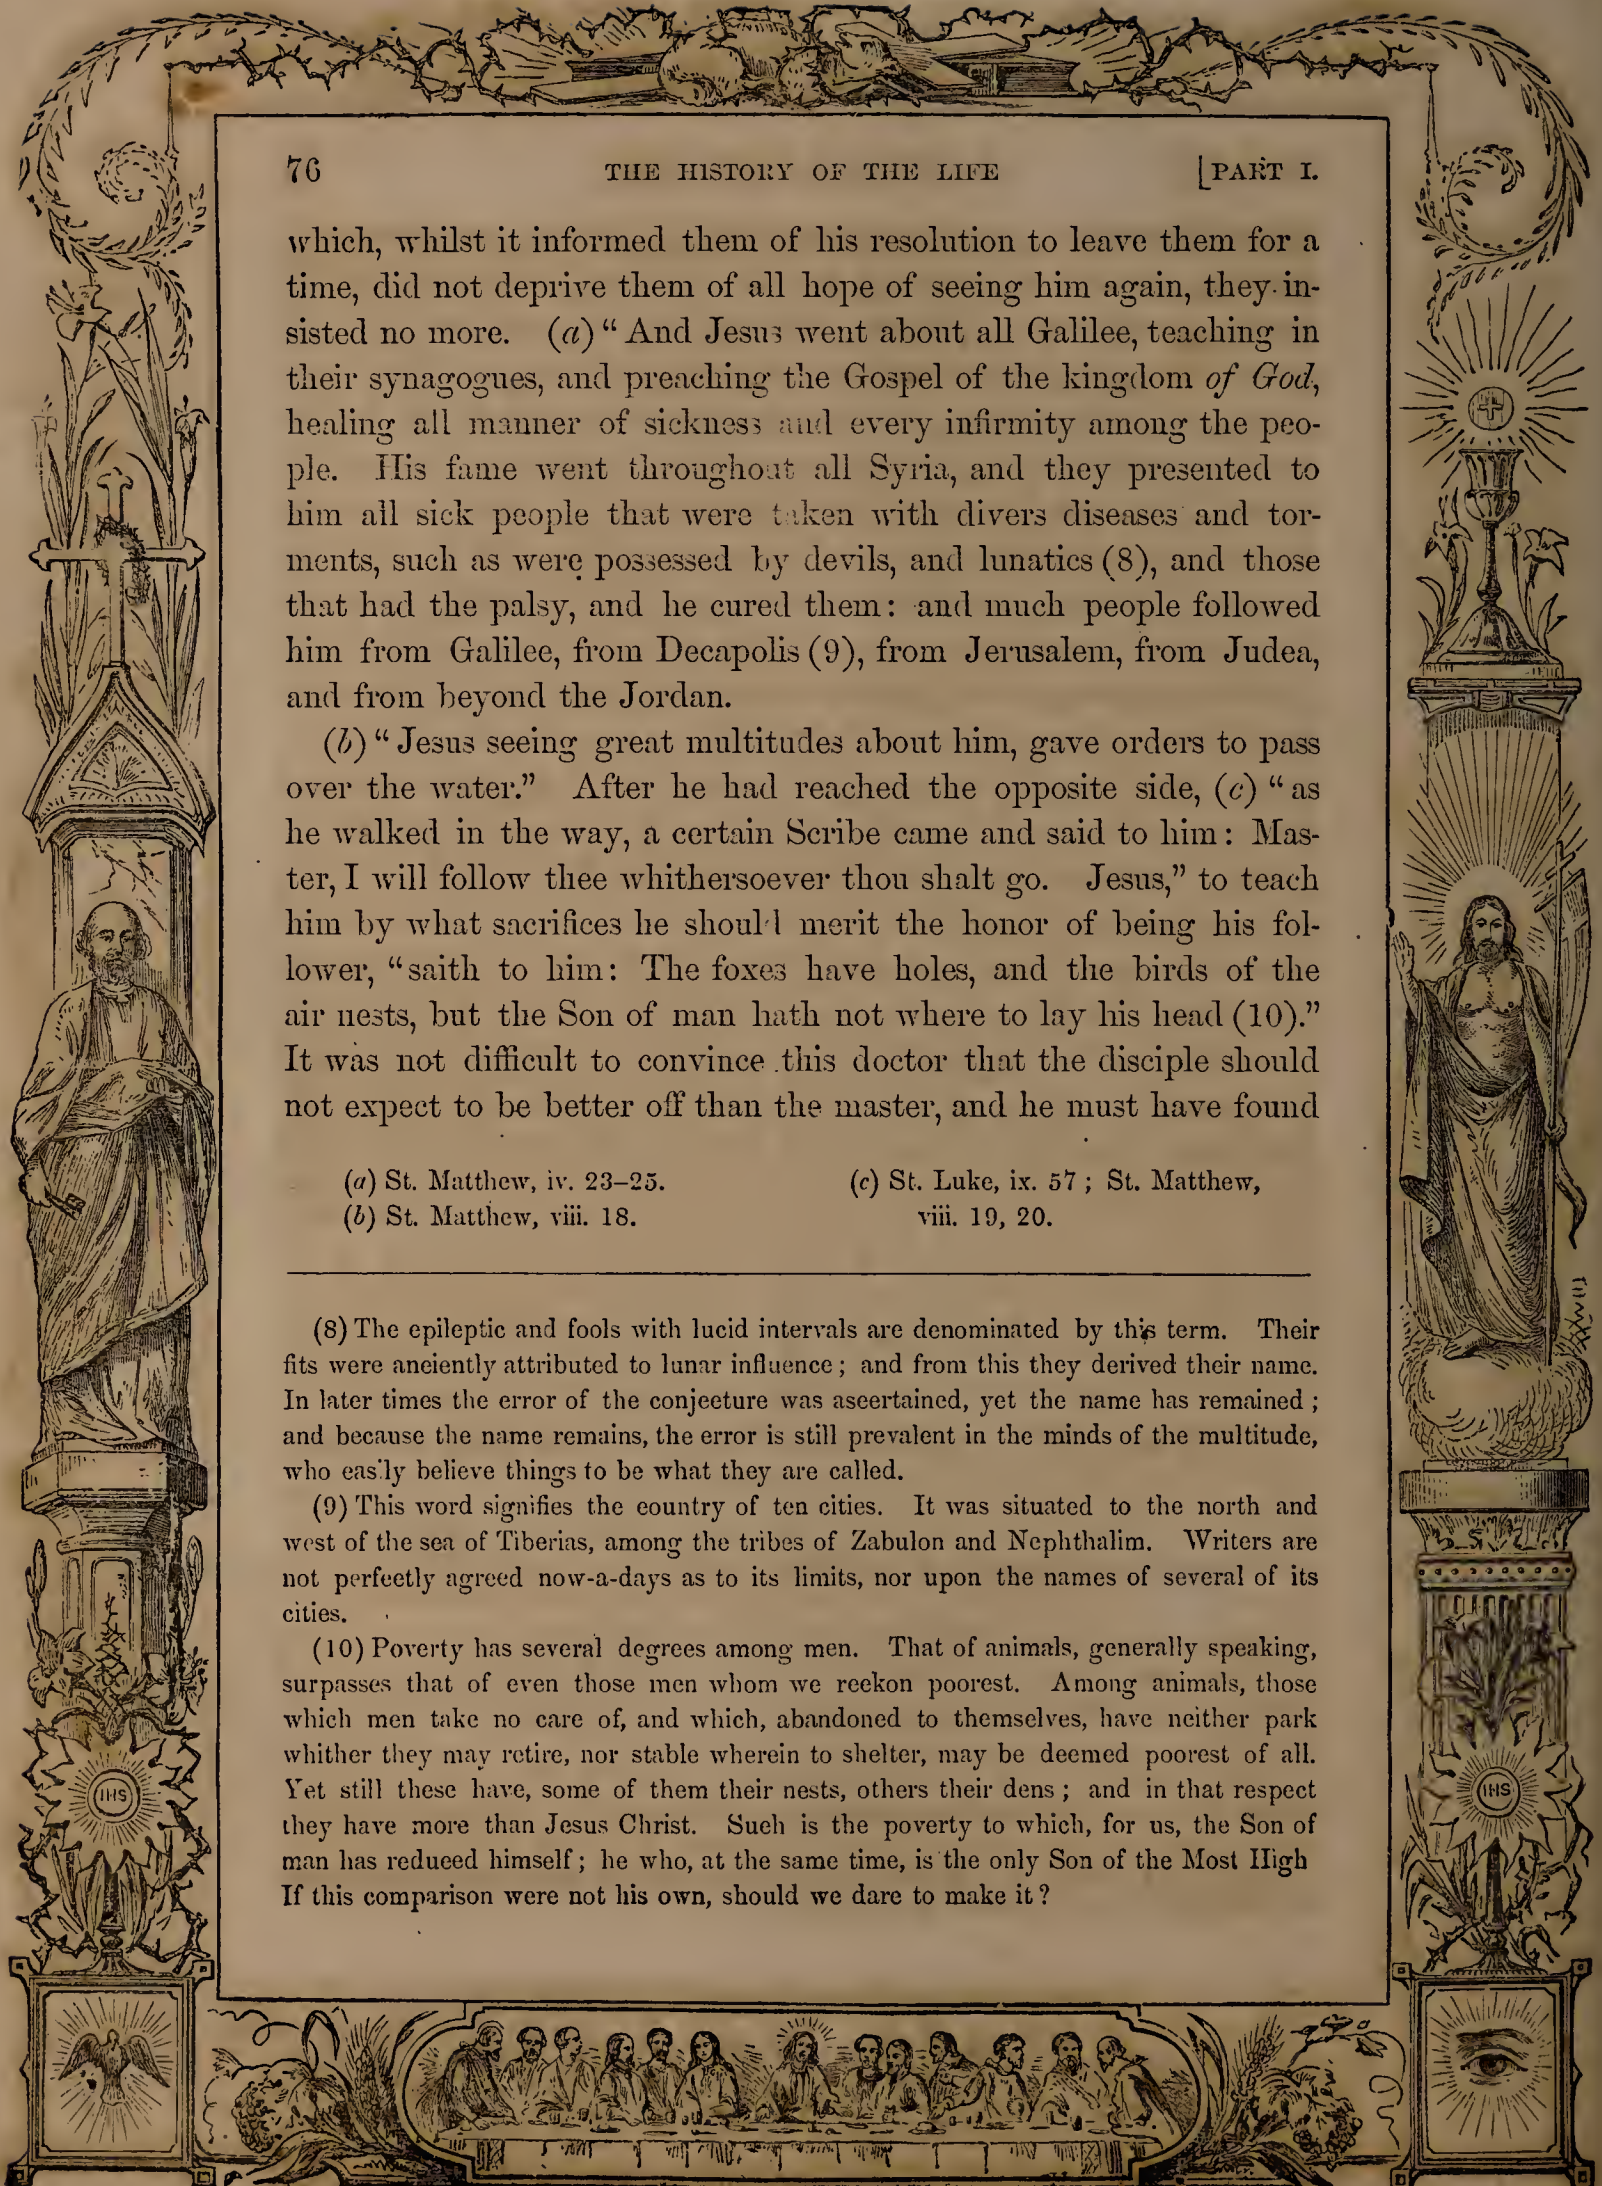 76 THE HISTORY OF THE LIFE [PART I.
which, whilst it informed them of his resolution to leave them for a
time, did not deprive them of all hope of seeing him again, they in-
sisted no more. (a) “ And Jesus went about all Galilee, teaching in
their synagogues, and preaching the Gospel of the kingdom of God,
healing all manner of sickness and every infirmity among the peo-
ple. His fame went throughout all Syria, and they presented to
him all sick people that were taken with divers diseases and tor-
ments, such as were possessed by devils, and lunatics (8), and those
that had the palsy, and he cured them: and much people followed
him from Galilee, from Decapolis (9), from Jerusalem, from Judea,
and from beyond the Jordan.
(b) “ Jesus seeing great multitudes about him, gave orders to pass
over the water.” After he had reached the opposite side, (c) “ as
he walked in the way, a certain Scribe came and said to him: Mas-
ter, I will follow thee whithersoever thou shalt go. Jesus,” to teach
him by what sacrifices he should merit the honor of being his fol-
lower, “saith to him: The foxes have holes, and the birds of the
air nests, but the Son of man hath not where to lay his head (10).”
It was not difficult to convince this doctor that the disciple should
not expect to be better off than the master, and he must have found
(a) St. Matthew, iv. 23–25.
(b) St. Matthew, viii. 18.
(c) St. Luke, ix. 57 ; St. Matthew,
viii. 19, 20.
(8) The epileptic and fools with lucid intervals are denominated by this term. Their
fits were anciently attributed to lunar influence ; and from this they derived their name.
In later times the error of the conjecture was ascertained, yet the name has remained ;
and because the name remains, the error is still prevalent in the minds of the multitude,
who easily believe things to be what they are called.
(9) This word signifies the country of ten cities. It was situated to the north and
west of the sea of Tiberias, among the tribes of Zabulon and Nephthalim. Writers are
not perfectly agreed now-a-days as to its limits, nor upon the names of several of its
cities.
(10) Poverty has several degrees among men. That of animals, generally speaking,
surpasses that of even those men whom we reckon poorest. Among animals, those
which men take no care of, and which, abandoned to themselves, have neither park
whither they may retire, nor stable wherein to shelter, may be deemed poorest of all.
Yet still these have, some of them their nests, others their dens ; and in that respect
they have more than Jesus Christ. Such is the poverty to which, for us, the Son of
man has reduced himself ; he who, at the same time, is the only Son of the Most High
If this comparison were not his own, should we dare to make it ?
IHS
IHS